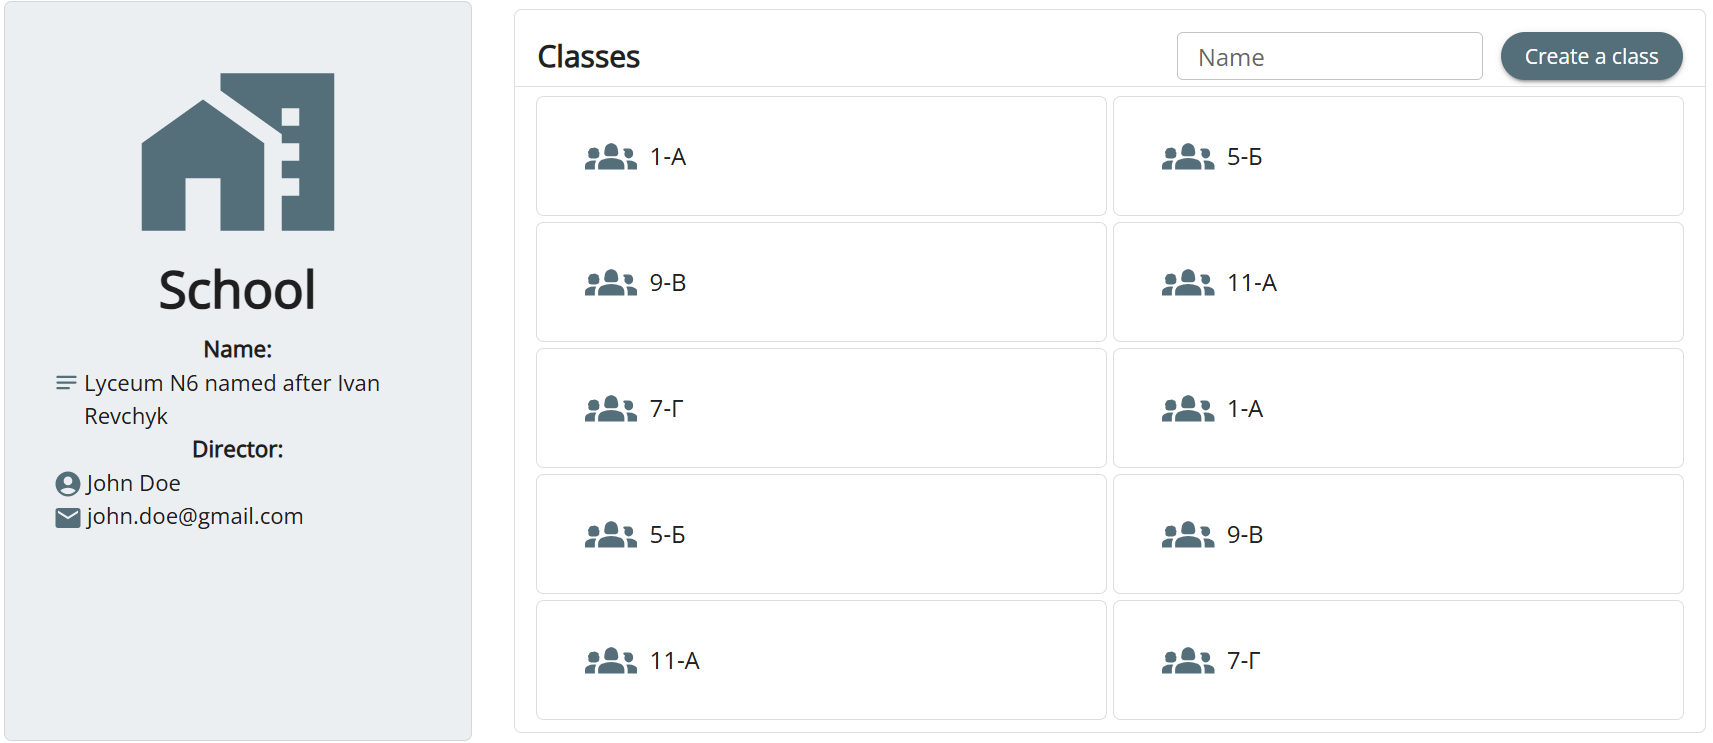 School
Name:
Lyceum N6 named after Ivan
Revchyk
Director:
John Doe
john.doe@gmail.com
Classes
Name
Create a class
1-А
5-Б
9-В
11-А
7-Г
1-А
5-Б
9-В
11-А
7-Г